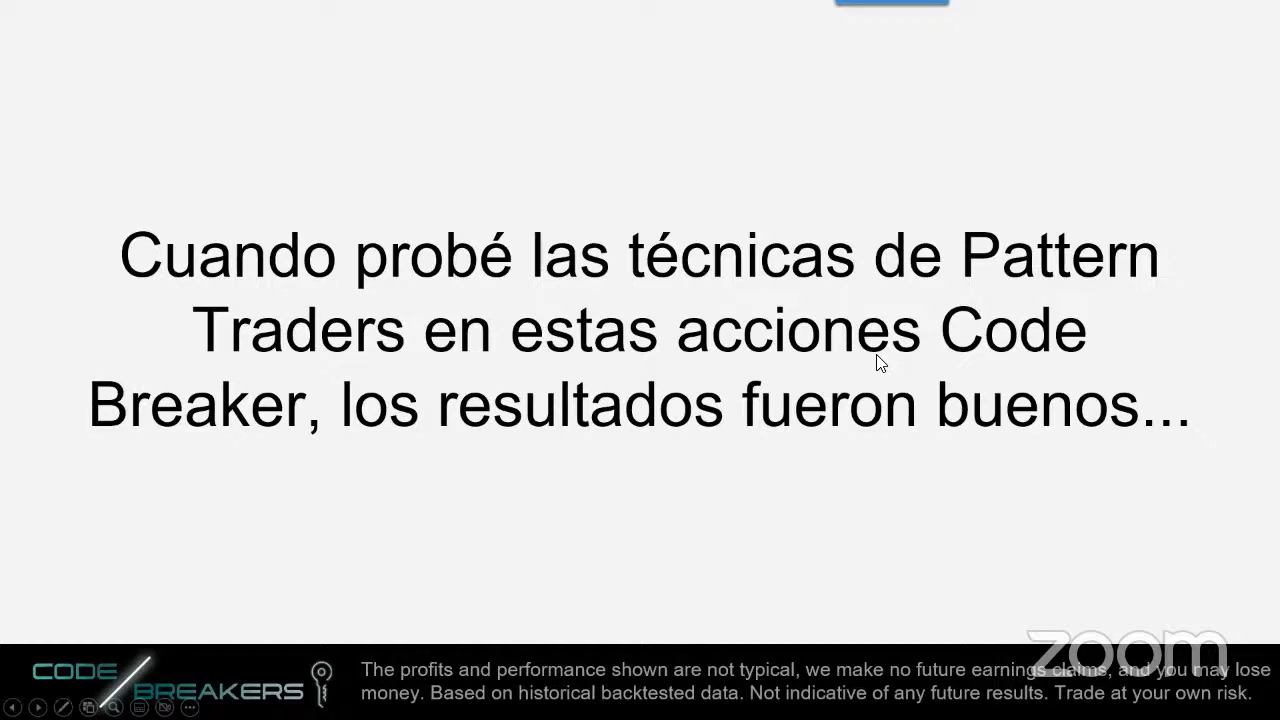 Cuando probé las técnicas de Pattern
Traders en estas acciones Code
Breaker, los resultados fueron buenos...
zoom
CODE
BREAKERS
The profits and performance shown are not typical, we make no future earnings claims, and you may lose
money. Based on historical backtested data. Not indicative of any future results. Trade at your own risk.